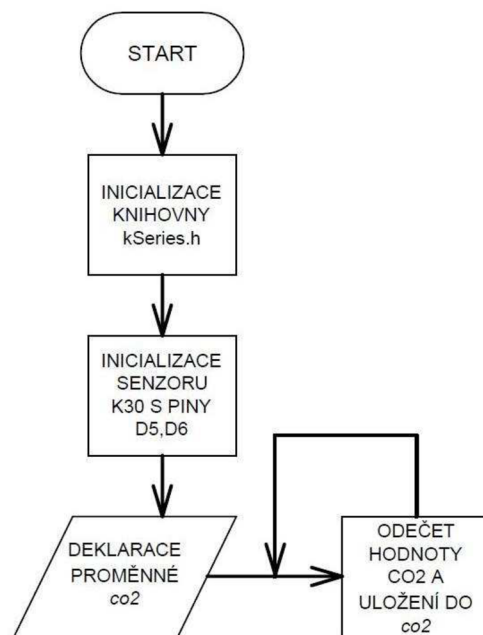 START
INICIALIZACE
KNIHOVNY
kSeries.h
INICIALIZACE
SENZORU
K30 S PINY
D5,D6
DEKLARACE
PROMĚNNÉ
co2
ODEČET
HODNOTY
CO2 A
ULOŽENÍ DO
co2